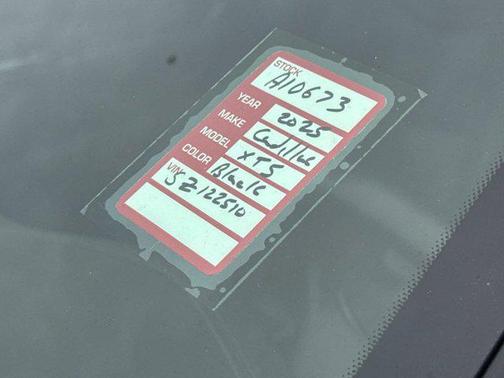 STOCK
A10673
YEAR 2025
MAKE Cadillac
MODEL XT5
COLOR Black
VIN SZ122510